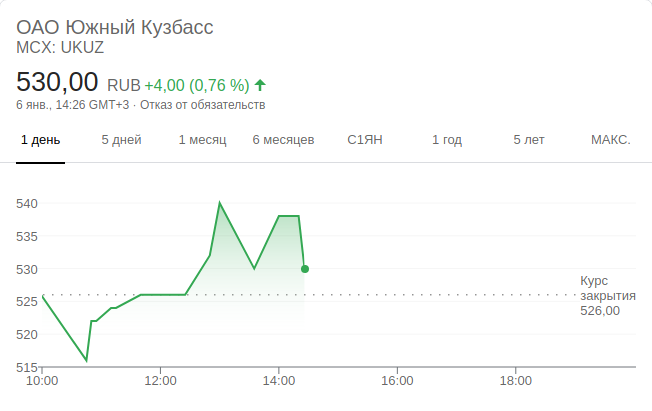 ОАО Южный Кузбасс
MCX: UKUZ
530,00 RUB +4,00 (0,76 %)
6 янв., 14:26 GMT+3 · Отказ от обязательств
1 день 5 дней 1 месяц 6 месяцев С1ЯН 1 год 5 лет МАКС.
540
535
530
525
520
515
Курс
закрытия
526,00
10:00 12:00 14:00 16:00 18:00